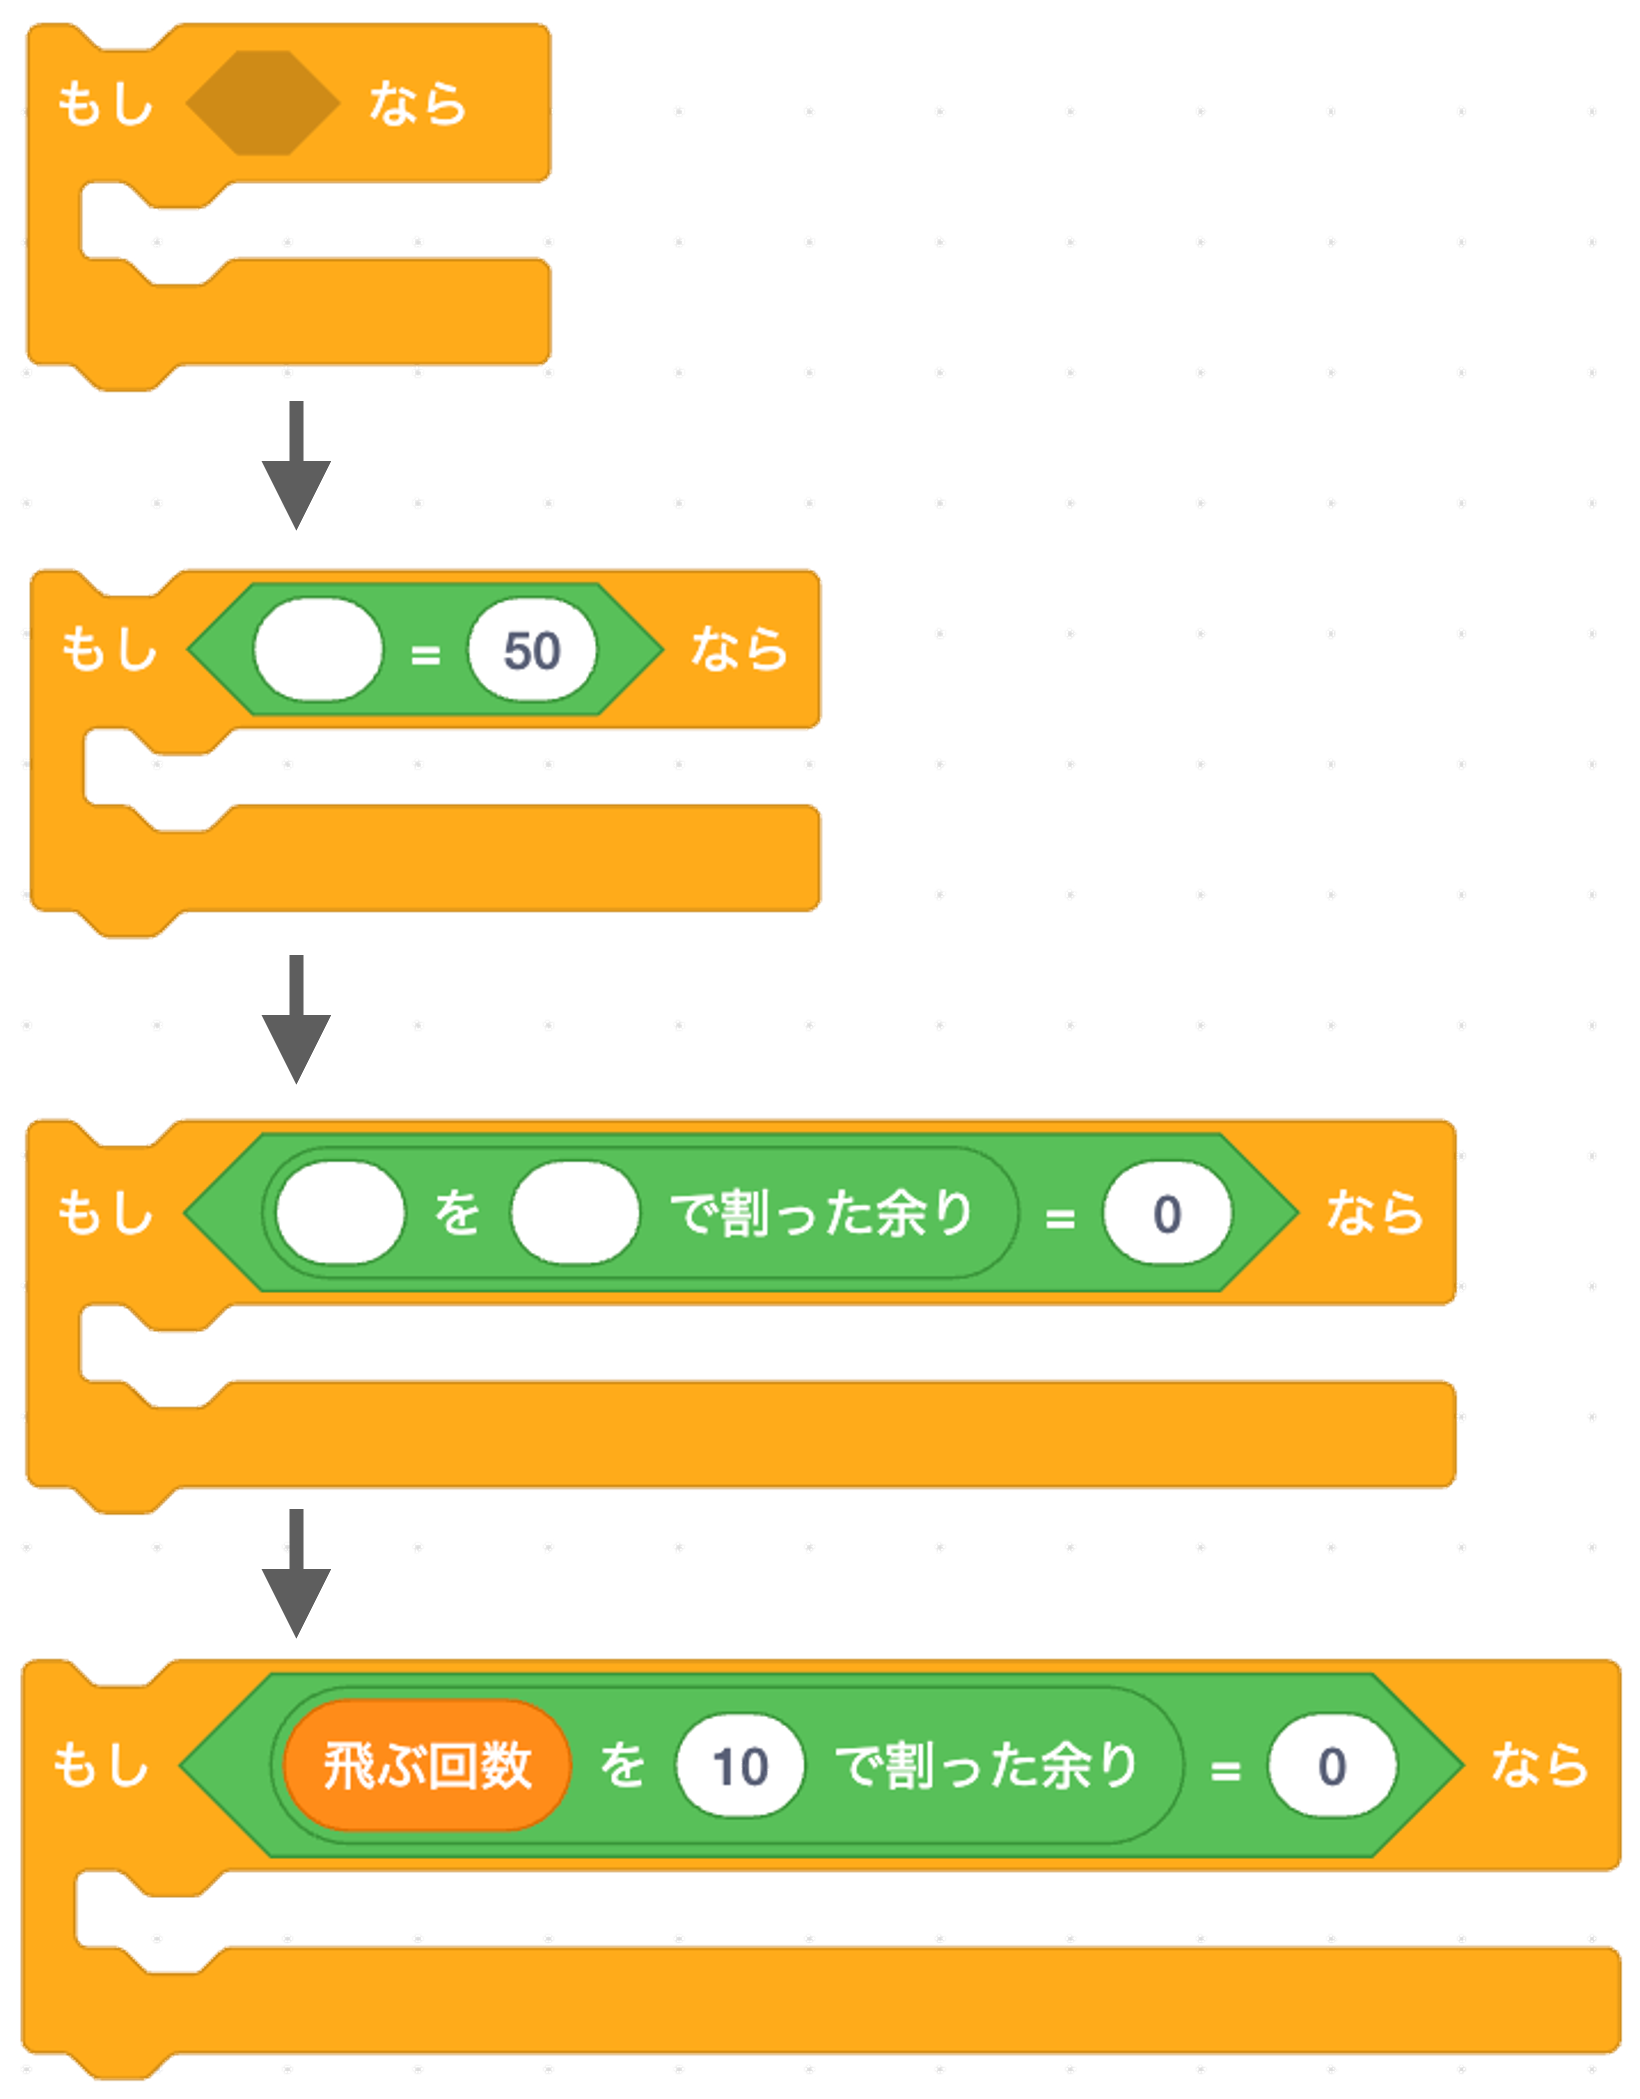 もし なら
もし = 50 なら
もし を で割った余り = 0 なら
もし 飛ぶ回数 を 10 で割った余り = 0 なら